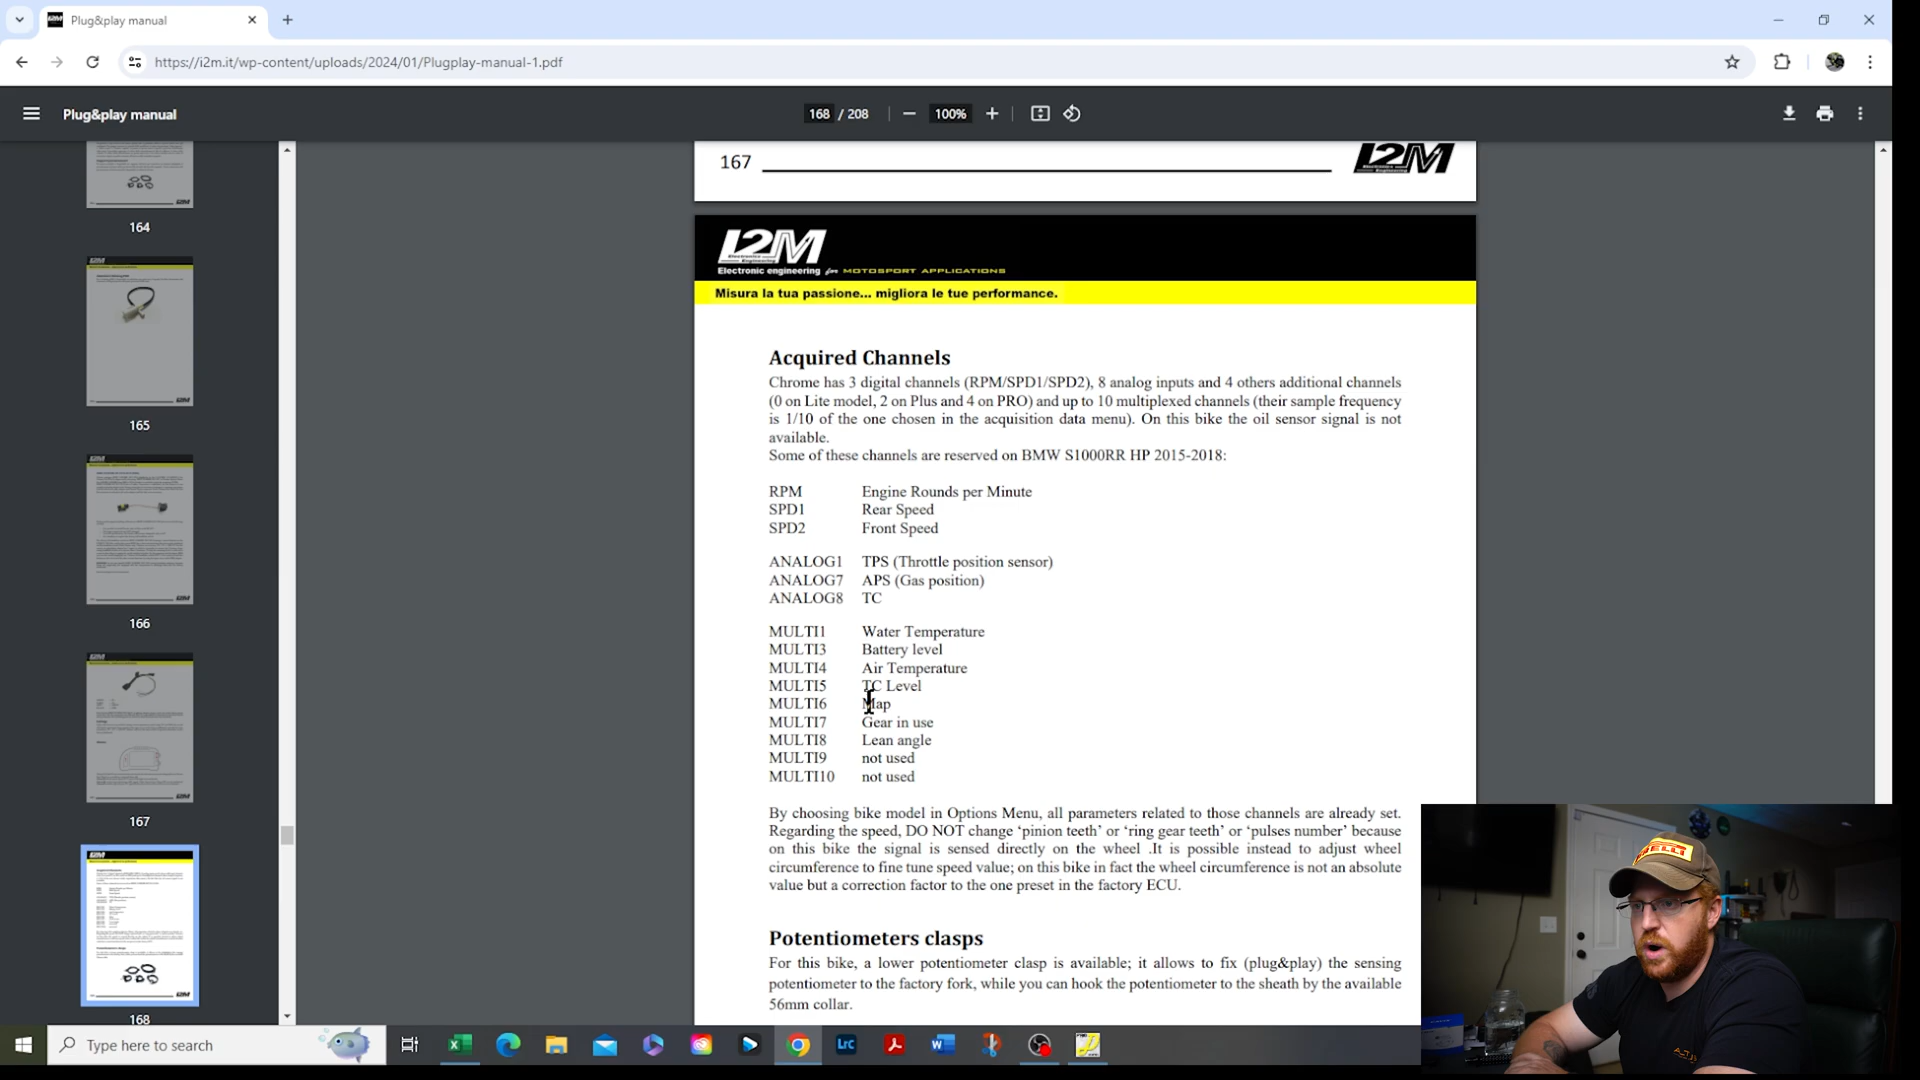 Plug&play manual
https://i2m.it/wp-content/uploads/2024/01/Plugplay-manual-1.pdf
Plug&play manual
168 / 208
100%
164
165
166
167
168
167
I2M
I2M
Electronics
Engineering
Electronic engineering for MOTOSPORT APPLICATIONS
Misura la tua passione... migliora le tue performance.
Acquired Channels
Chrome has 3 digital channels (RPM/SPD1/SPD2), 8 analog inputs and 4 others additional channels
(0 on Lite model, 2 on Plus and 4 on PRO) and up to 10 multiplexed channels (their sample frequency
is 1/10 of the one chosen in the acquisition data menu). On this bike the oil sensor signal is not
available.
Some of these channels are reserved on BMW S1000RR HP 2015-2018:
RPM Engine Rounds per Minute
SPD1 Rear Speed
SPD2 Front Speed
ANALOG1 TPS (Throttle position sensor)
ANALOG7 APS (Gas position)
ANALOG8 TC
MULTI1 Water Temperature
MULTI3 Battery level
MULTI4 Air Temperature
MULTI5 TC Level
MULTI6 Map
MULTI7 Gear in use
MULTI8 Lean angle
MULTI9 not used
MULTI10 not used
By choosing bike model in Options Menu, all parameters related to those channels are already set.
Regarding the speed, DO NOT change ‘pinion teeth’ or ‘ring gear teeth’ or ‘pulses number’ because
on this bike the signal is sensed directly on the wheel .It is possible instead to adjust wheel
circumference to fine tune speed value; on this bike in fact the wheel circumference is not an absolute
value but a correction factor to the one preset in the factory ECU.
Potentiometers clasps
For this bike, a lower potentiometer clasp is available; it allows to fix (plug&play) the sensing
potentiometer to the factory fork, while you can hook the potentiometer to the sheath by the available
56mm collar.
PIRELLI
Type here to search
Lrc